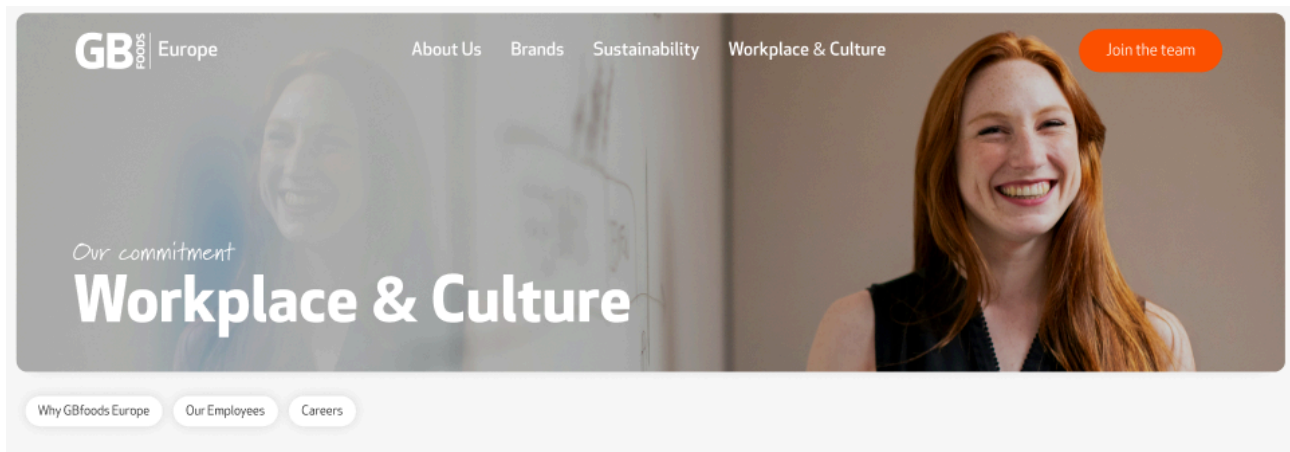 GB FOODS Europe
About Us Brands Sustainability Workplace & Culture Join the team
Our commitment
Workplace & Culture
Why GBfoods Europe Our Employees Careers